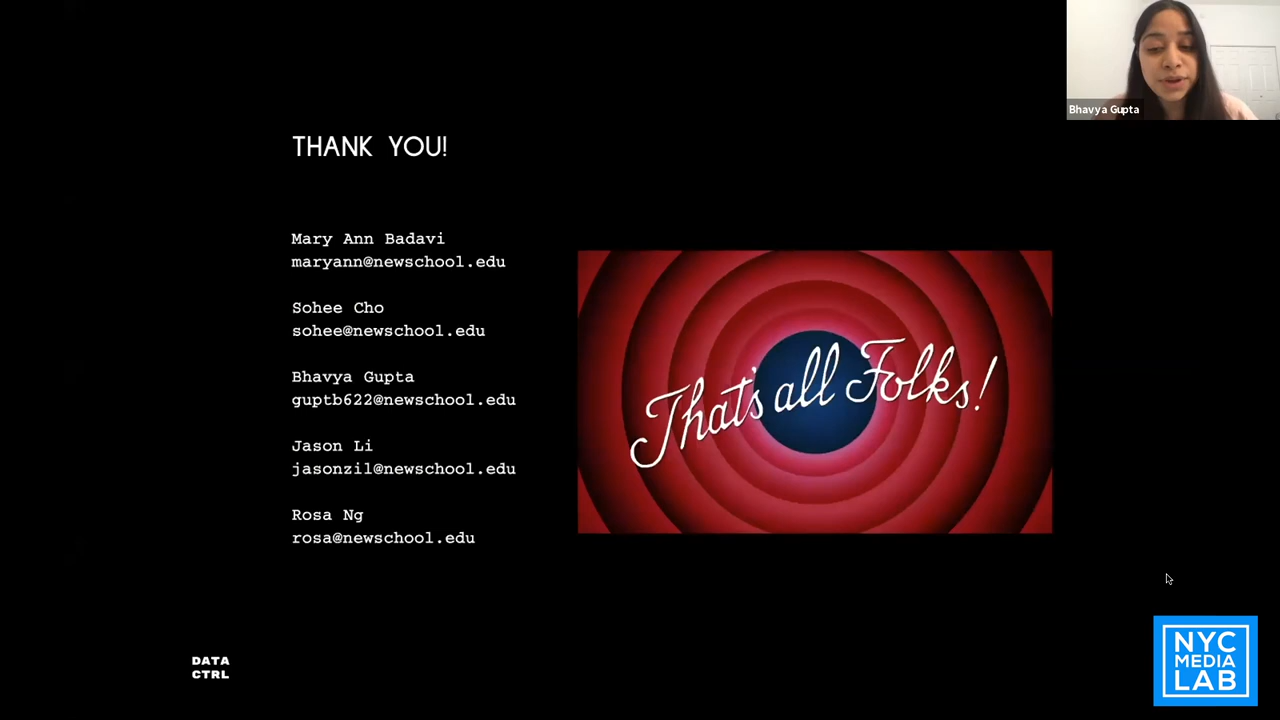 Bhavya Gupta
THANK YOU!
Mary Ann Badavi
maryann@newschool.edu
Sohee Cho
sohee@newschool.edu
Bhavya Gupta
guptb622@newschool.edu
Jason Li
jasonzil@newschool.edu
Rosa Ng
rosa@newschool.edu
That's all Folks!
DATA
CTRL
NYC
MEDIA
LAB